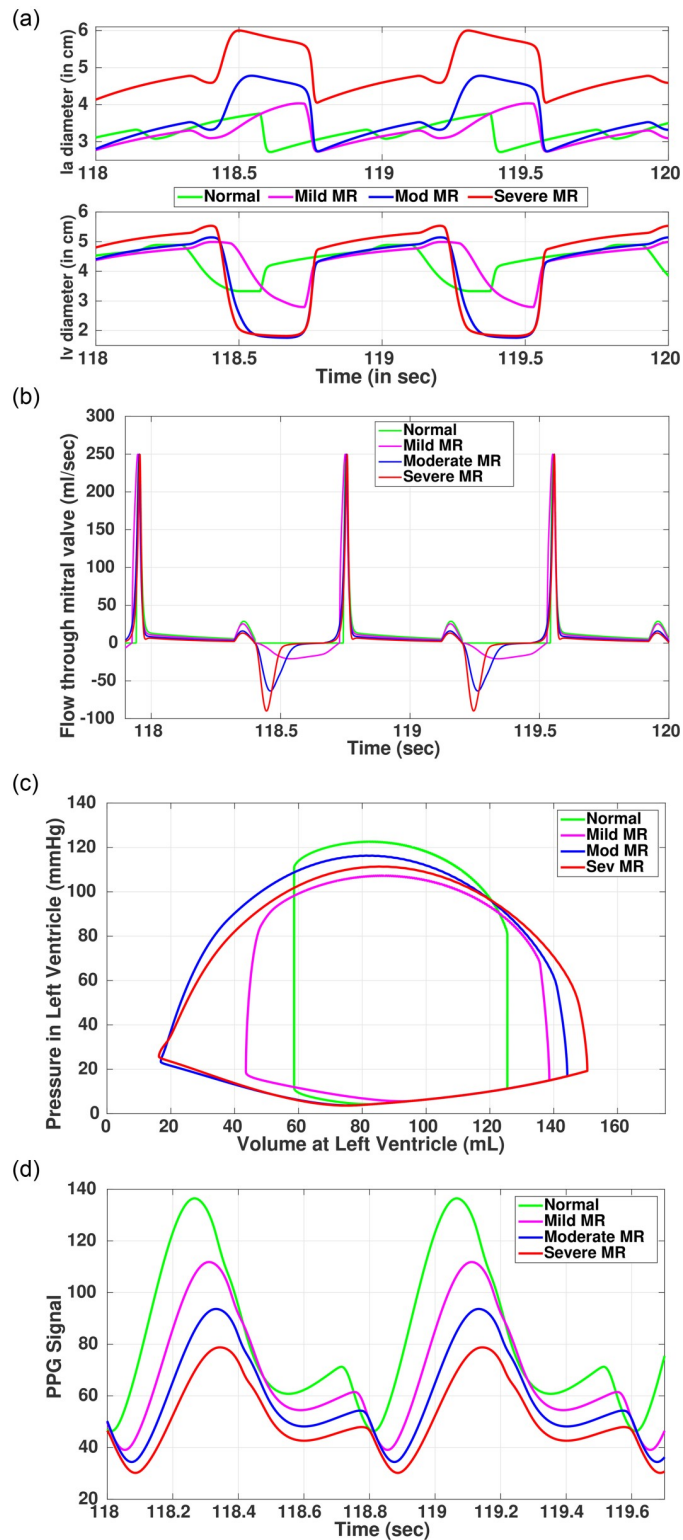 (a)
la diameter (in cm)
6
5
4
3
118 118.5 119 119.5 120
Normal Mild MR Mod MR Severe MR
lv diameter (in cm)
6
5
4
3
2
118 118.5 119 119.5 120
Time (in sec)
(b)
Flow through mitral valve (ml/sec)
300
250
200
150
100
50
0
-50
-100
Normal
Mild MR
Moderate MR
Severe MR
118 118.5 119 119.5 120
Time (sec)
(c)
Pressure in Left Ventricle (mmHg)
140
120
100
80
60
40
20
0
Normal
Mild MR
Mod MR
Sev MR
0 20 40 60 80 100 120 140 160
Volume at Left Ventricle (mL)
(d)
PPG Signal
140
120
100
80
60
40
20
Normal
Mild MR
Moderate MR
Severe MR
118 118.2 118.4 118.6 118.8 119 119.2 119.4 119.6
Time (sec)